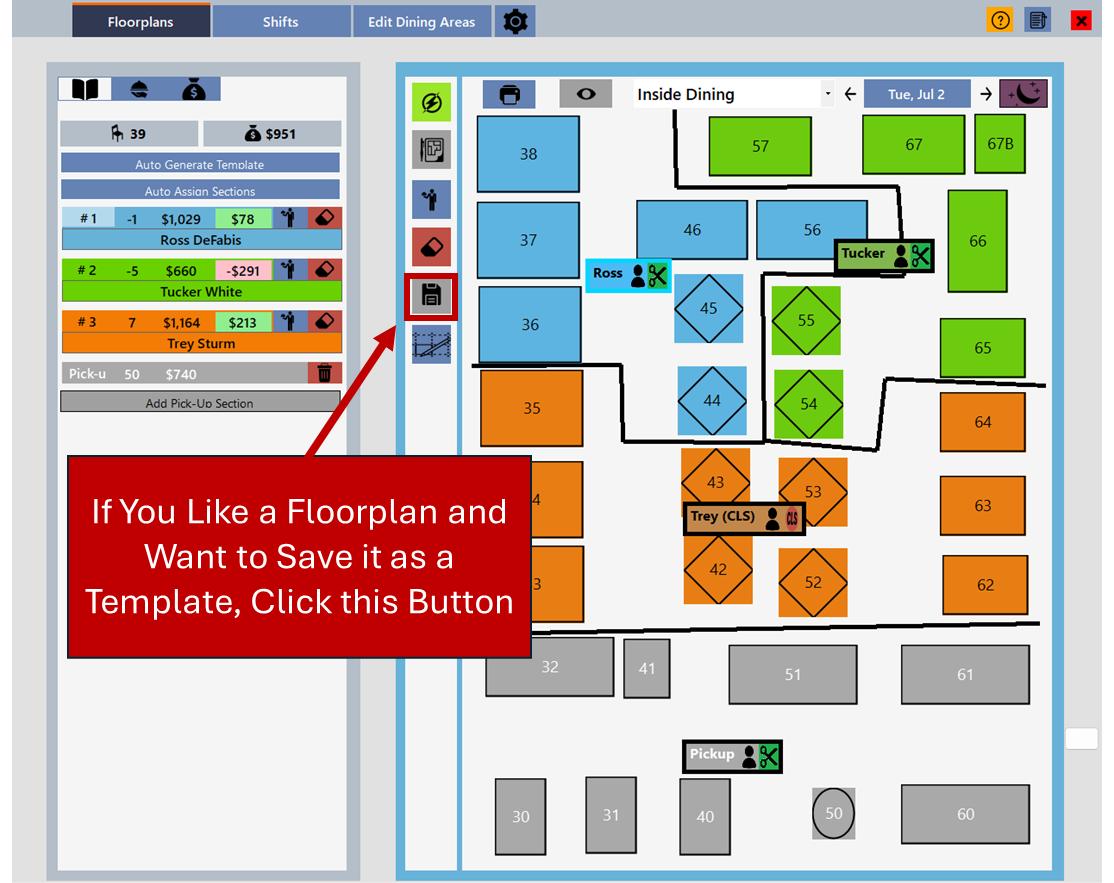 Floorplans
Shifts
Edit Dining Areas
?
39
$951
Auto Generate Template
Auto Assign Sections
# 1 -1 $1,029 $78
Ross DeFabis
# 2 -5 $660 -$291
Tucker White
# 3 7 $1,164 $213
Trey Sturm
Pick-u 50 $740
Add Pick-Up Section
If You Like a Floorplan and
Want to Save it as a
Template, Click this Button
Inside Dining
Tue, Jul 2
38
57
67
67B
37
46
56
66
Ross
Tucker
36
45
55
65
35
44
54
64
4
43
53
63
Trey (CLS)
CLS
3
42
52
62
32
41
51
61
Pickup
30
31
40
50
60